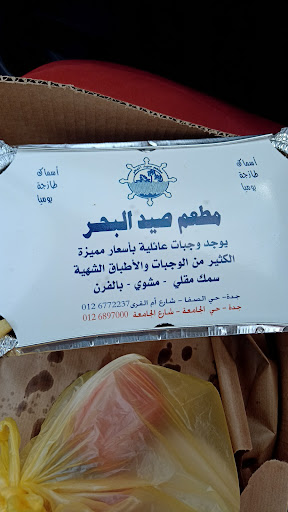 أسماك
طازجة
يوميا
أسماك
طازجة
يوميا
مطعم صيد البحر
يوجد وجبات عائلية بأسعار مميزة
الكثير من الوجبات والأطباق الشهية
سمك مقلي - مشوي - بالفرن
جدة - حي الصفا - شارع أم القرى 012 6772237
جدة - حي الجامعة - شارع الجامعة 012 6897000